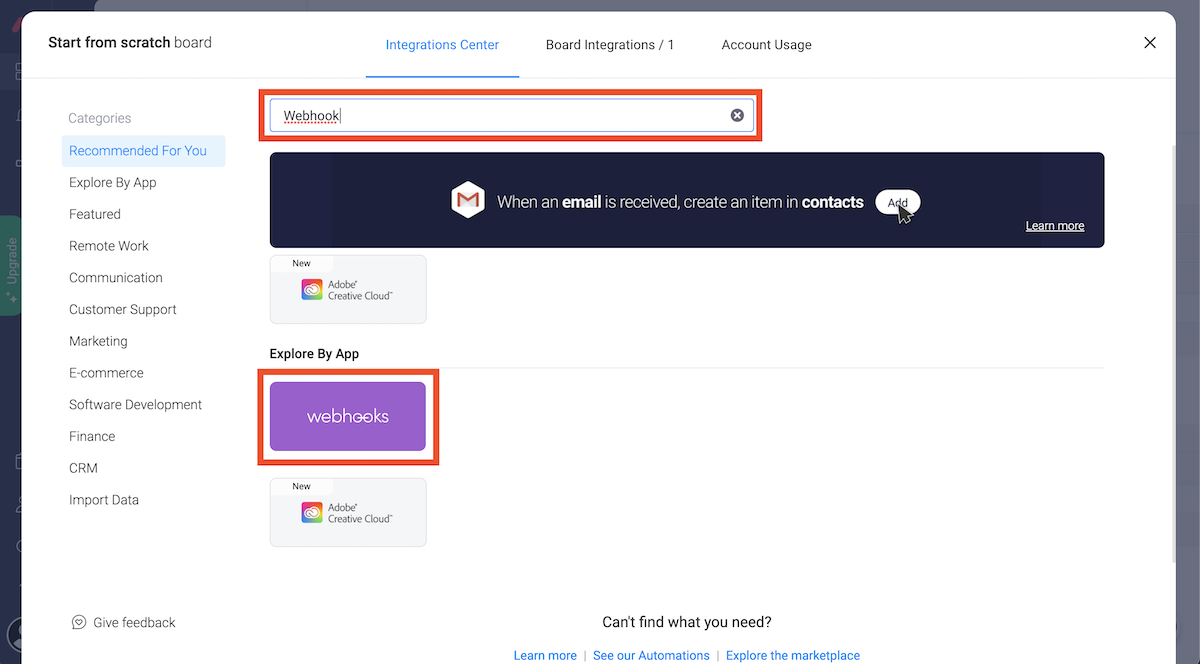 Start from scratch board
Integrations Center
Board Integrations / 1
Account Usage
Categories
Recommended For You
Explore By App
Featured
Remote Work
Communication
Customer Support
Marketing
E-commerce
Software Development
Finance
CRM
Import Data
Give feedback
Upgrade
Webhook
When an email is received, create an item in contacts
Add
Learn more
New
Adobe®
Creative Cloud™
Explore By App
webhooks
New
Adobe®
Creative Cloud™
Can't find what you need?
Learn more | See our Automations | Explore the marketplace